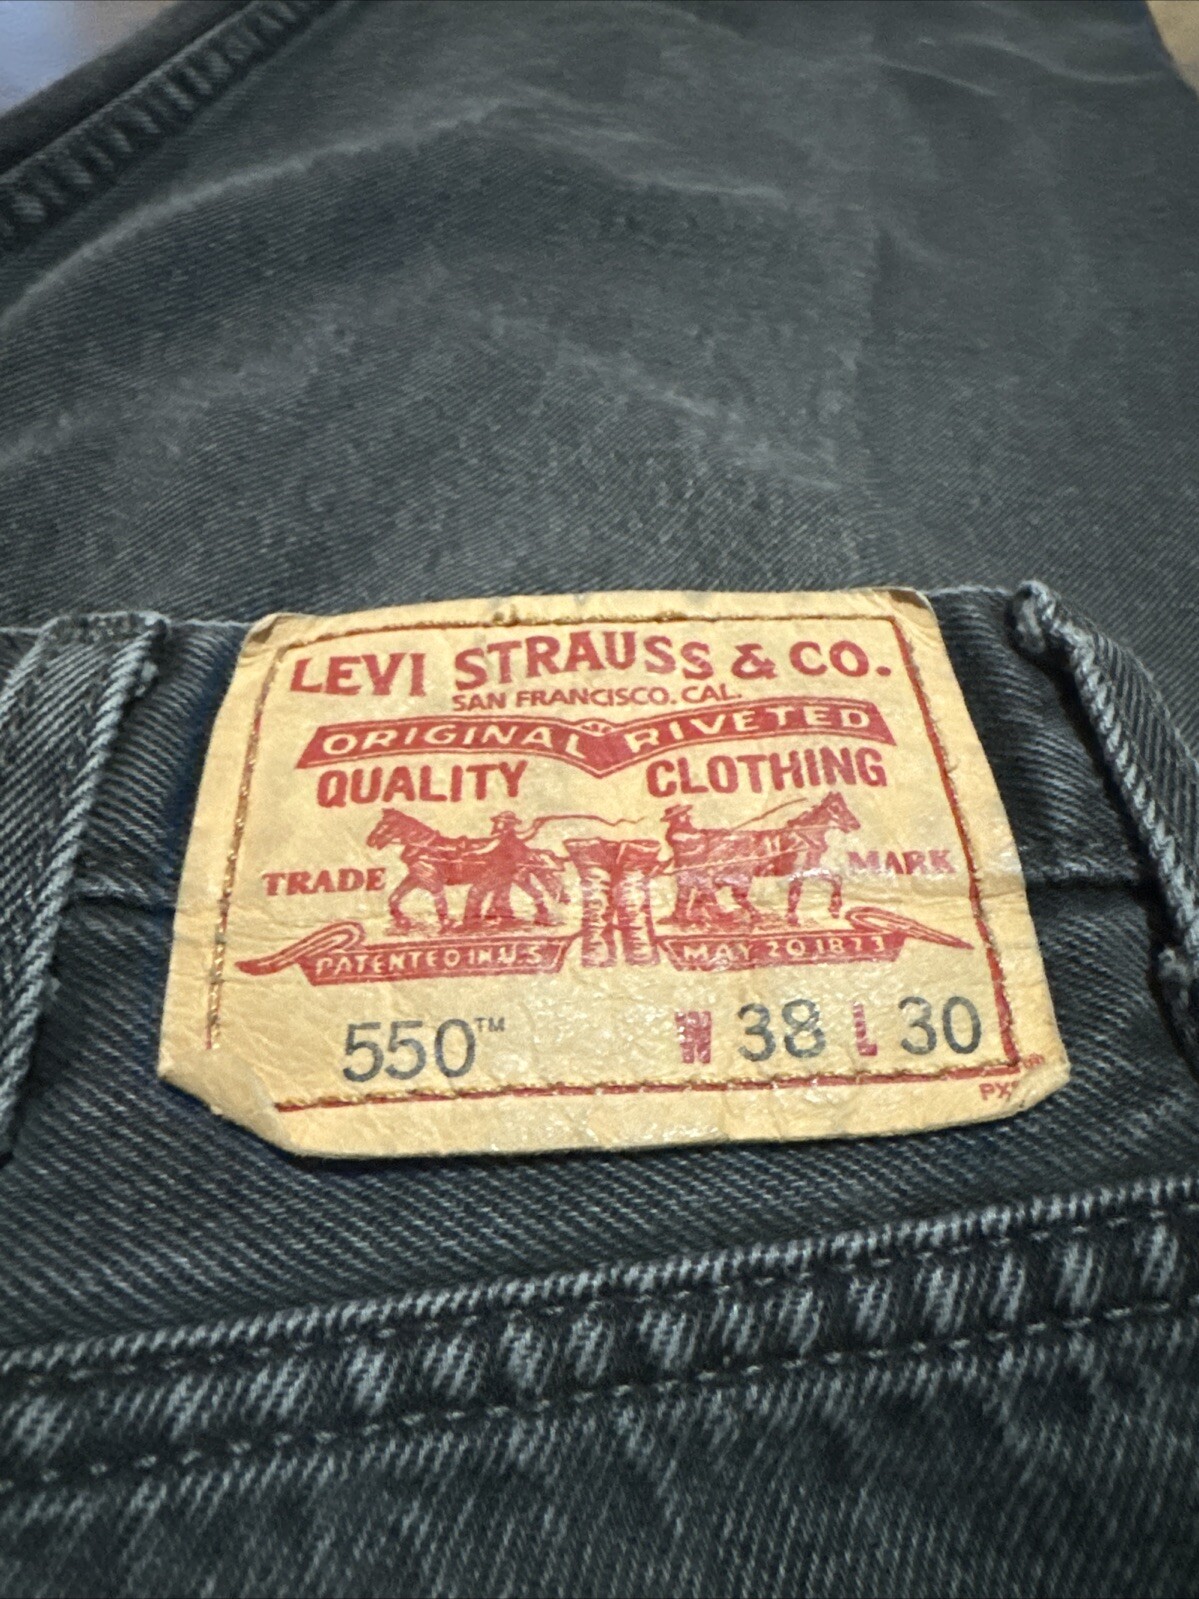 LEVI STRAUSS & CO.
SAN FRANCISCO, CAL.
ORIGINAL RIVETED
QUALITY CLOTHING
TRADE MARK
PATENTED IN U.S. MAY 20 1873
550™ W 38 L 30